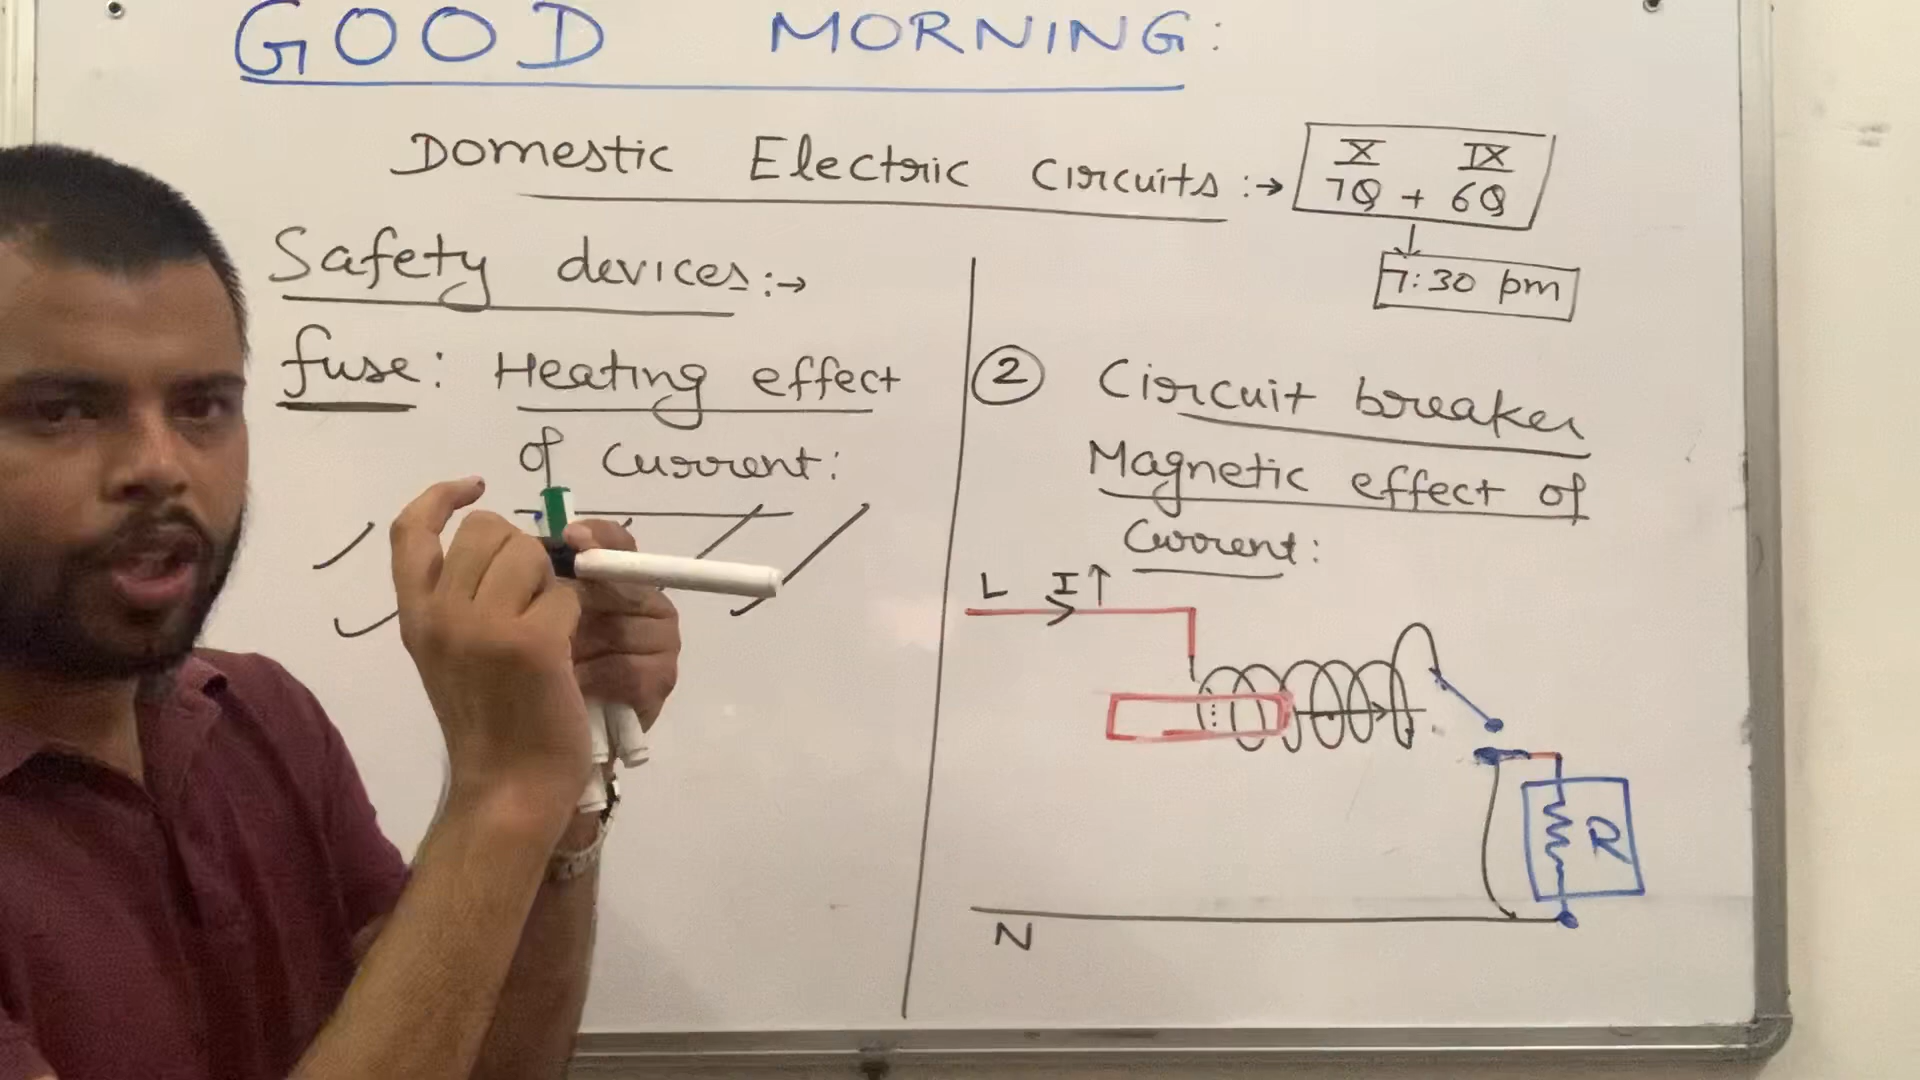 GOOD MORNING:
Domestic Electric Circuits :→
X IX
7Q + 6Q
7:30 pm
Safety devices:→
fuse: Heating effect
of Current:
2 Circuit breaker
Magnetic effect of
Current:
L I↑
R
N